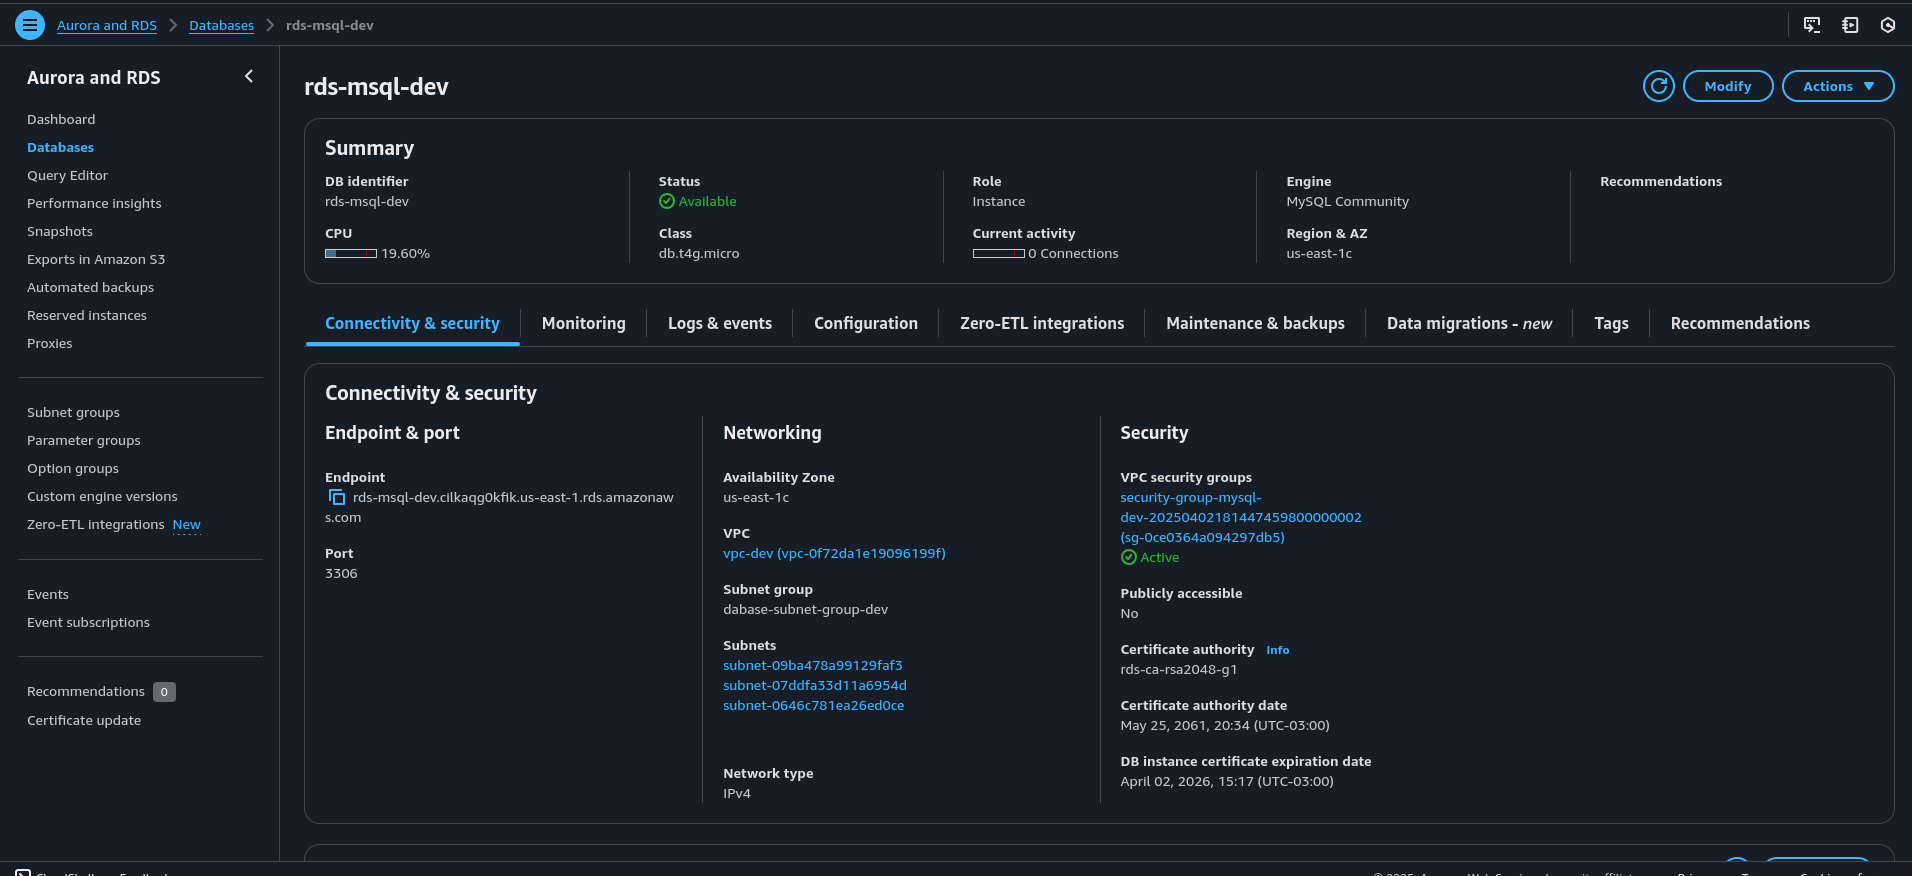 Aurora and RDS
Databases
rds-msql-dev
Aurora and RDS
Dashboard
Databases
Query Editor
Performance insights
Snapshots
Exports in Amazon S3
Automated backups
Reserved instances
Proxies
Subnet groups
Parameter groups
Option groups
Custom engine versions
Zero-ETL integrations New
Events
Event subscriptions
Recommendations 0
Certificate update
rds-msql-dev
Modify
Actions
Summary
DB identifier
rds-msql-dev
CPU
19.60%
Status
Available
Class
db.t4g.micro
Role
Instance
Current activity
0 Connections
Engine
MySQL Community
Region & AZ
us-east-1c
Recommendations
Connectivity & security
Monitoring
Logs & events
Configuration
Zero-ETL integrations
Maintenance & backups
Data migrations - new
Tags
Recommendations
Connectivity & security
Endpoint & port
Endpoint
rds-msql-dev.cilkaqg0kfik.us-east-1.rds.amazonaw
s.com
Port
3306
Networking
Availability Zone
us-east-1c
VPC
vpc-dev (vpc-0f72da1e19096199f)
Subnet group
dabase-subnet-group-dev
Subnets
subnet-09ba478a99129faf3
subnet-07ddfa33d11a6954d
subnet-0646c781ea26ed0ce
Network type
IPv4
Security
VPC security groups
security-group-mysql-
dev-20250402181447459800000002
(sg-0ce0364a094297db5)
Active
Publicly accessible
No
Certificate authority Info
rds-ca-rsa2048-g1
Certificate authority date
May 25, 2061, 20:34 (UTC-03:00)
DB instance certificate expiration date
April 02, 2026, 15:17 (UTC-03:00)